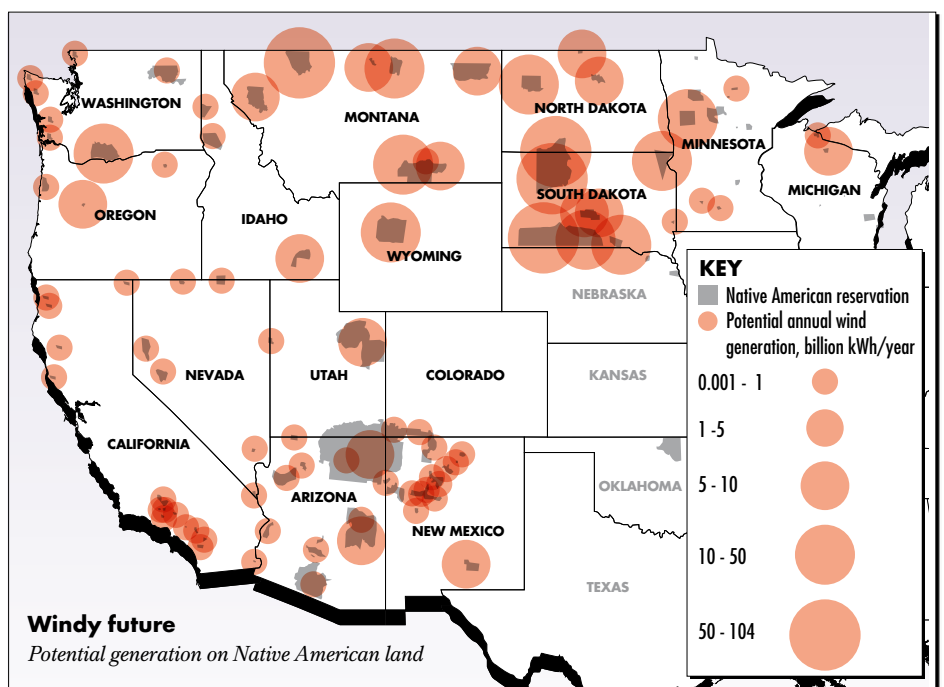 WASHINGTON
MONTANA
NORTH DAKOTA
MINNESOTA
MICHIGAN
OREGON
IDAHO
SOUTH DAKOTA
WYOMING
NEBRASKA
NEVADA
UTAH
COLORADO
KANSAS
CALIFORNIA
ARIZONA
NEW MEXICO
OKLAHOMA
TEXAS
KEY
Native American reservation
Potential annual wind
generation, billion kWh/year
0.001 - 1
1 - 5
5 - 10
10 - 50
50 - 104
Windy future
Potential generation on Native American land